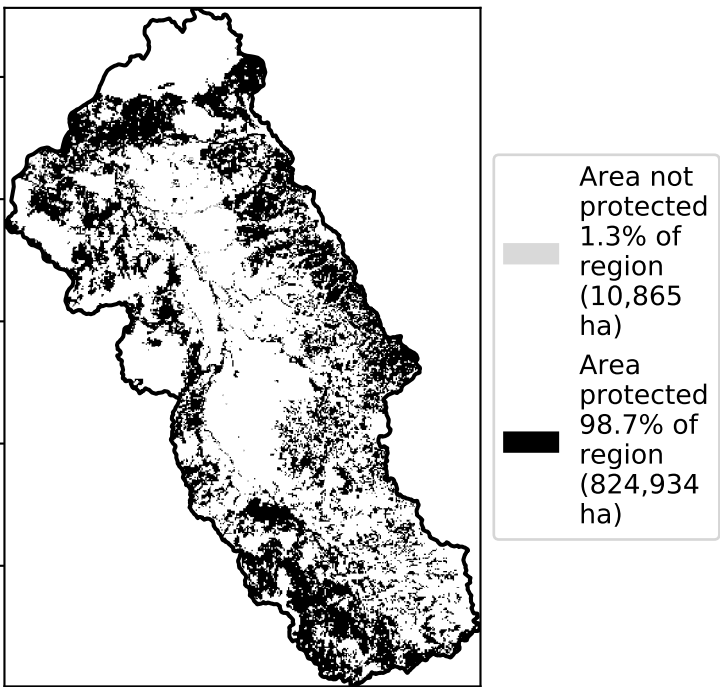 Area not
protected
1.3% of
region
(10,865
ha)
Area
protected
98.7% of
region
(824,934
ha)